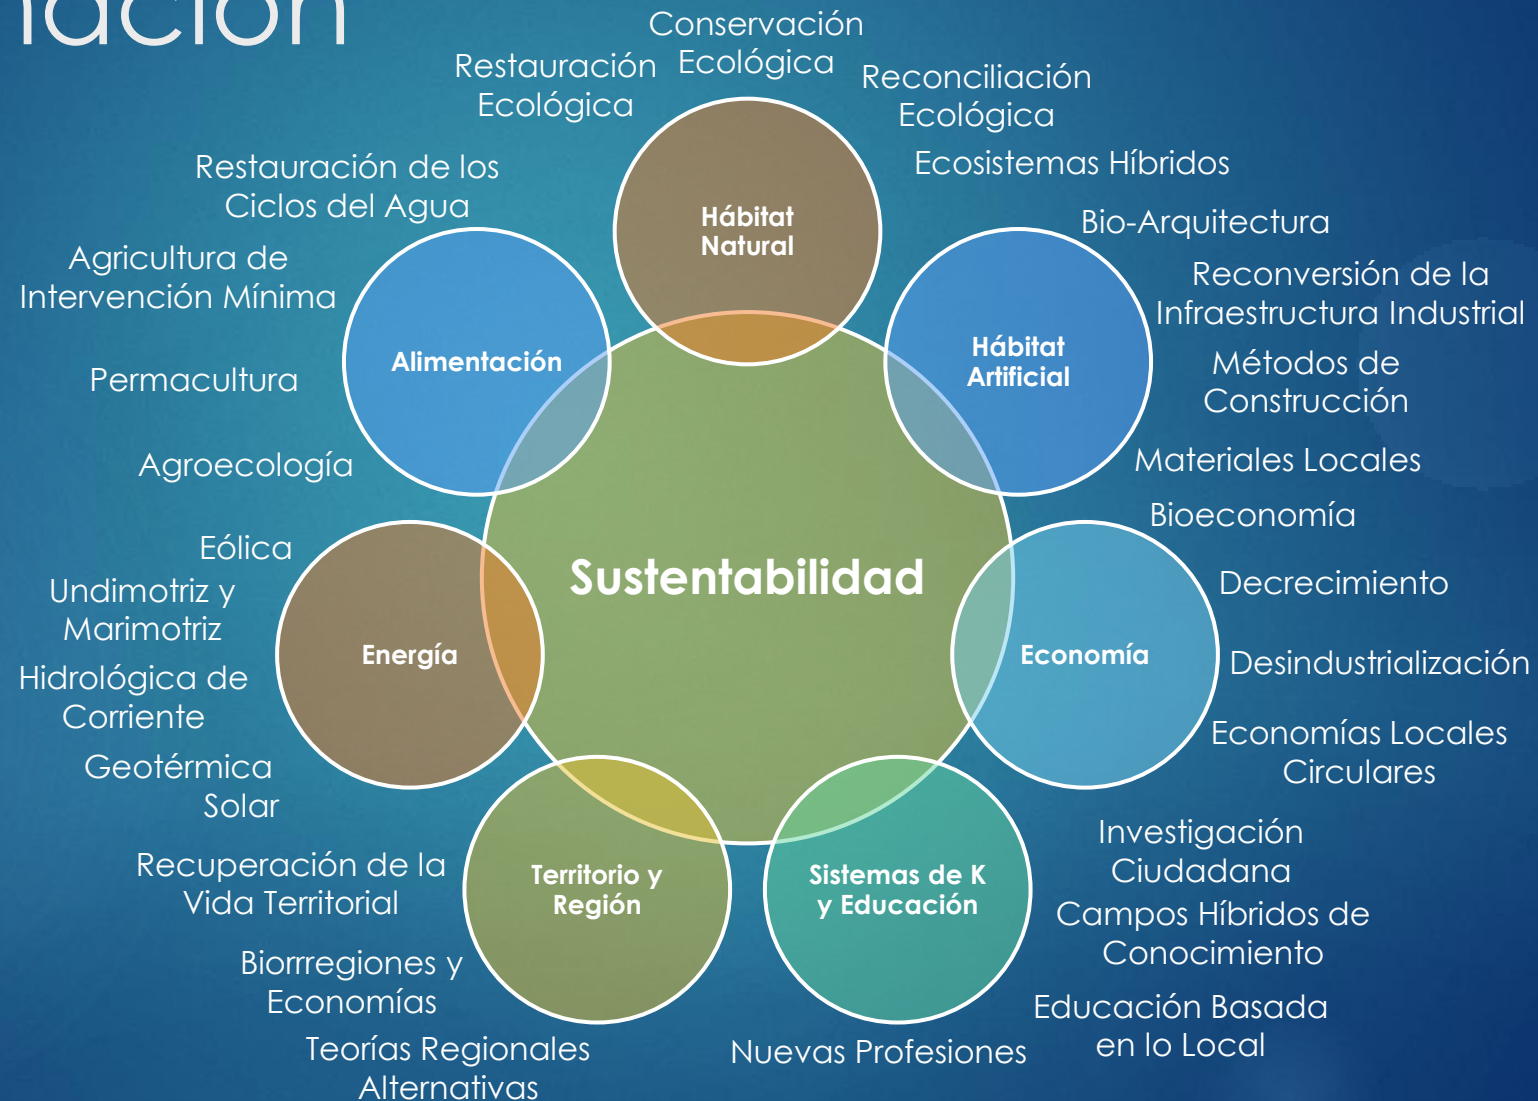 Conservación
Ecológica
Restauración
Ecológica
Reconciliación
Ecológica
Ecosistemas Híbridos
Hábitat
Natural
Bio-Arquitectura
Reconversión de la
Infraestructura Industrial
Métodos de
Construcción
Materiales Locales
Hábitat
Artificial
Bioeconomía
Decrecimiento
Desindustrialización
Economías Locales
Circulares
Economía
Investigación
Ciudadana
Campos Híbridos de
Conocimiento
Educación Basada
en lo Local
Nuevas Profesiones
Sistemas de K
y Educación
Territorio y
Región
Recuperación de la
Vida Territorial
Biorrregiones y
Economías
Teorías Regionales
Alternativas
Energía
Eólica
Undimotriz y
Marimotriz
Hidrológica de
Corriente
Geotérmica
Solar
Alimentación
Restauración de los
Ciclos del Agua
Agricultura de
Intervención Mínima
Permacultura
Agroecología
Sustentabilidad